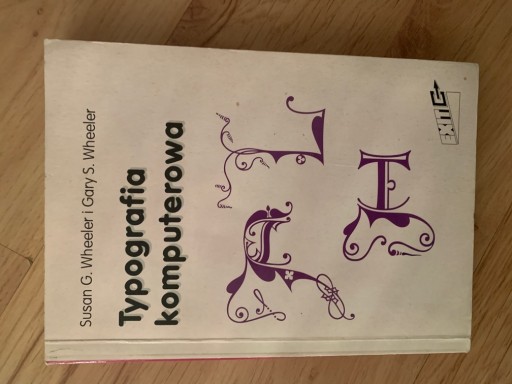 Susan G. Wheeler i Gary S. Wheeler
Typografia
komputerowa
EXIT